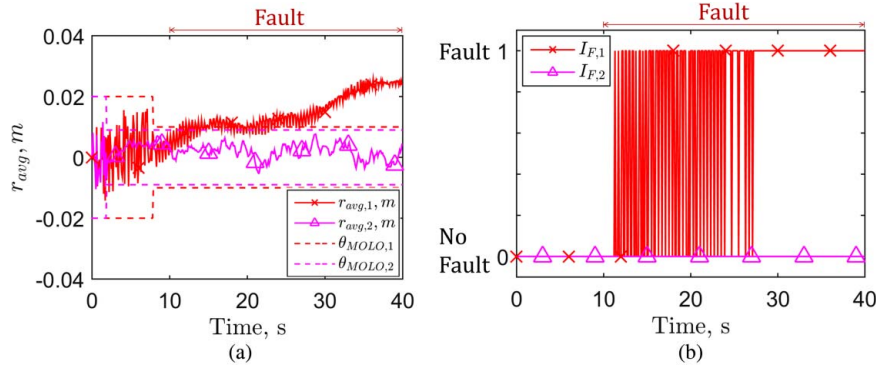 Fault
0.04
0.02
0
-0.02
-0.04
r_avg, m
0 10 20 30 40
Time, s
r_avg,1, m
r_avg,2, m
θ_MOLO,1
θ_MOLO,2
(a)
Fault
Fault 1
No
Fault
0
I_F,1
I_F,2
0 10 20 30 40
Time, s
(b)